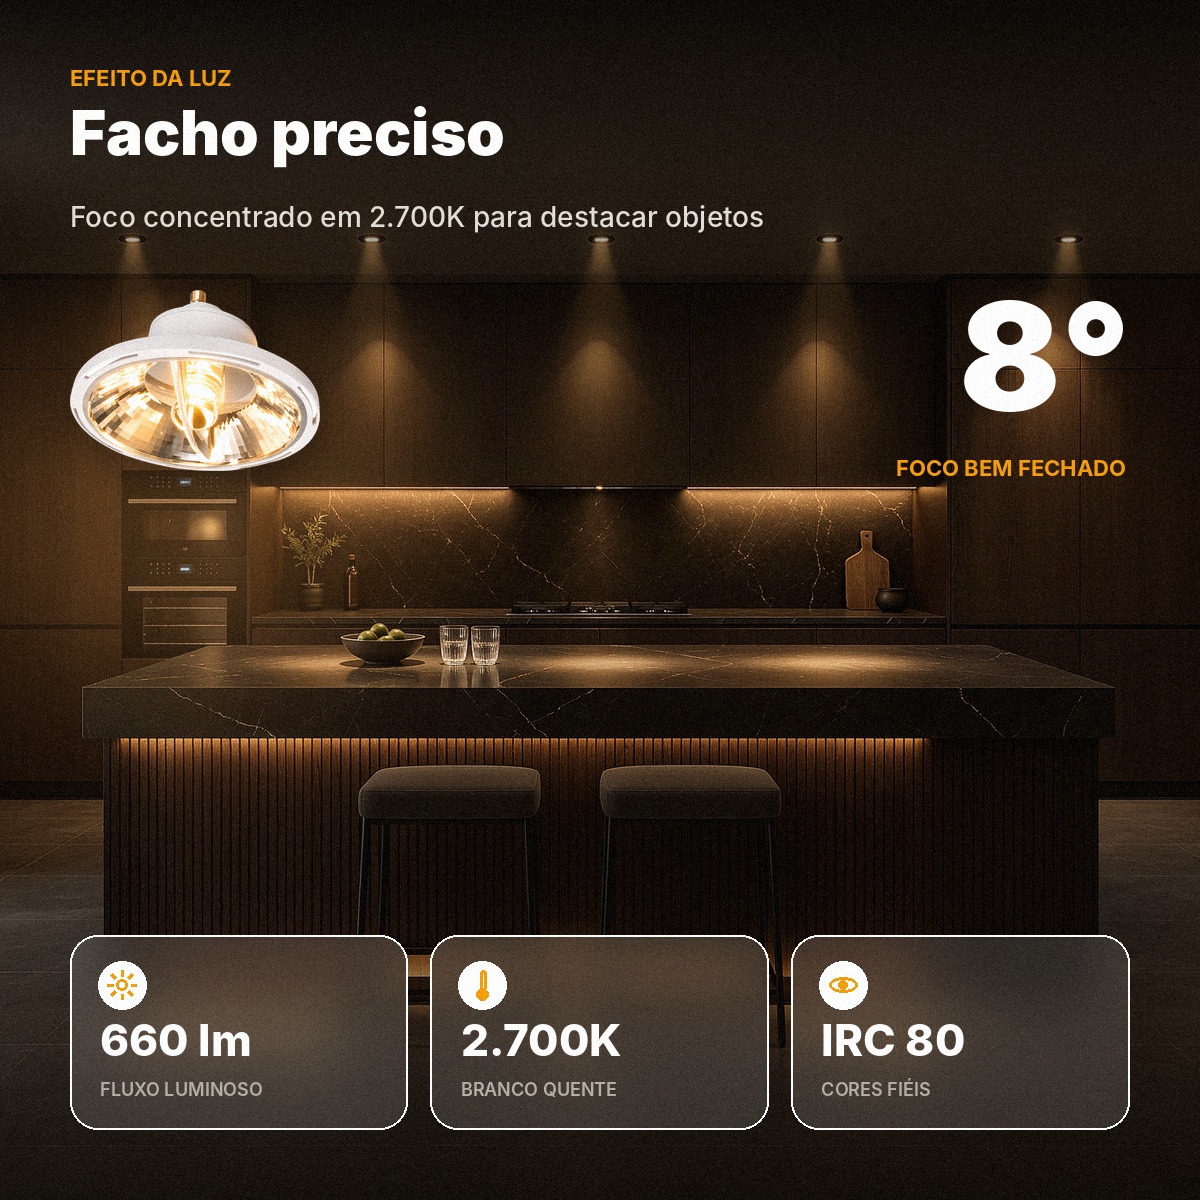 EFEITO DA LUZ
Facho preciso
Foco concentrado em 2.700K para destacar objetos
8°
FOCO BEM FECHADO
660 lm
FLUXO LUMINOSO
2.700K
BRANCO QUENTE
IRC 80
CORES FIÉIS